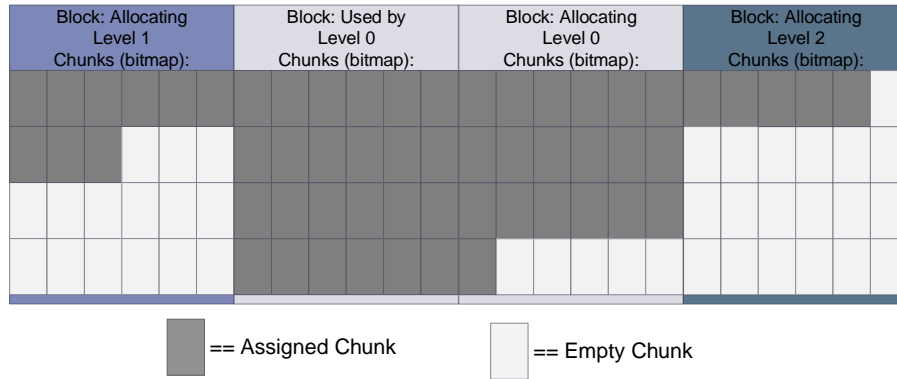 Block: Allocating
Level 1
Chunks (bitmap):
Block: Used by
Level 0
Chunks (bitmap):
Block: Allocating
Level 0
Chunks (bitmap):
Block: Allocating
Level 2
Chunks (bitmap):
== Assigned Chunk
== Empty Chunk